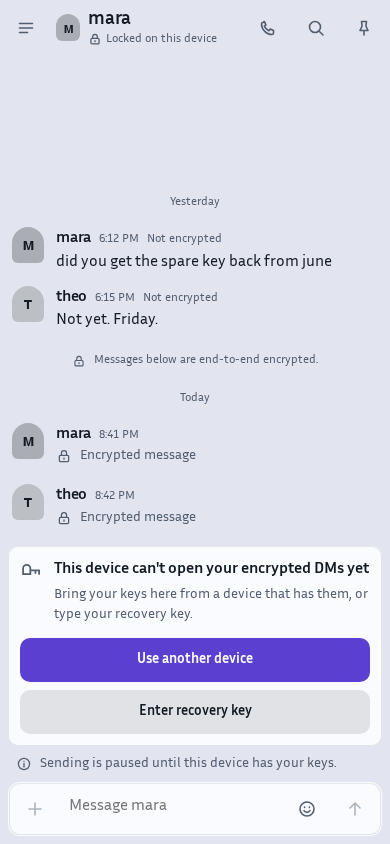 M
mara
Locked on this device
Yesterday
M
mara 6:12 PM Not encrypted
did you get the spare key back from june
T
theo 6:15 PM Not encrypted
Not yet. Friday.
Messages below are end-to-end encrypted.
Today
M
mara 8:41 PM
Encrypted message
T
theo 8:42 PM
Encrypted message
This device can't open your encrypted DMs yet
Bring your keys here from a device that has them, or
type your recovery key.
Use another device
Enter recovery key
Sending is paused until this device has your keys.
Message mara